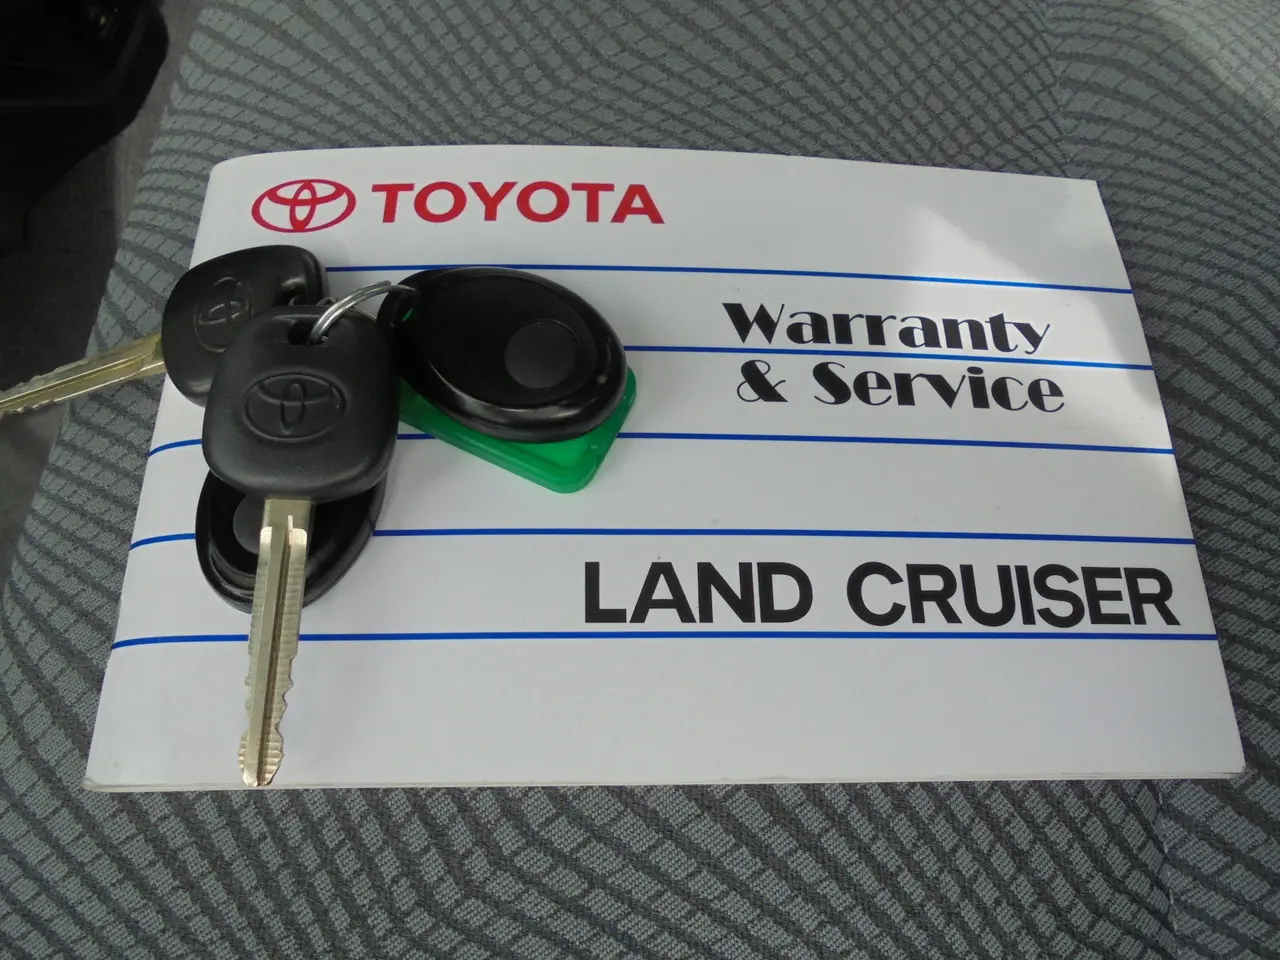 TOYOTA
Warranty
& Service
LAND CRUISER